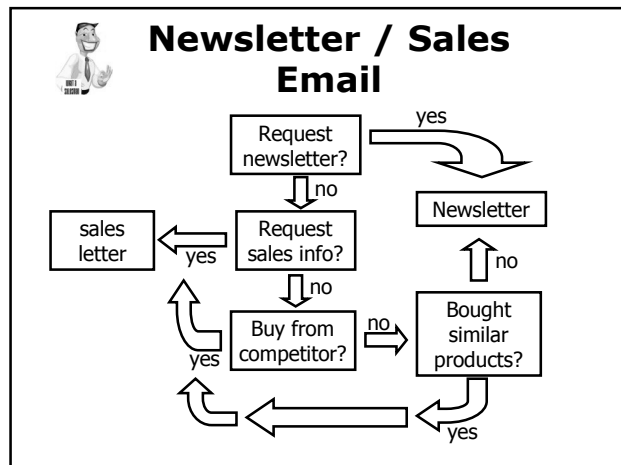 Newsletter / Sales
Email
yes
Request
newsletter?
no
Newsletter
sales
letter
yes
Request
sales info?
no
no
Buy from
competitor?
no
Bought
similar
products?
yes
yes